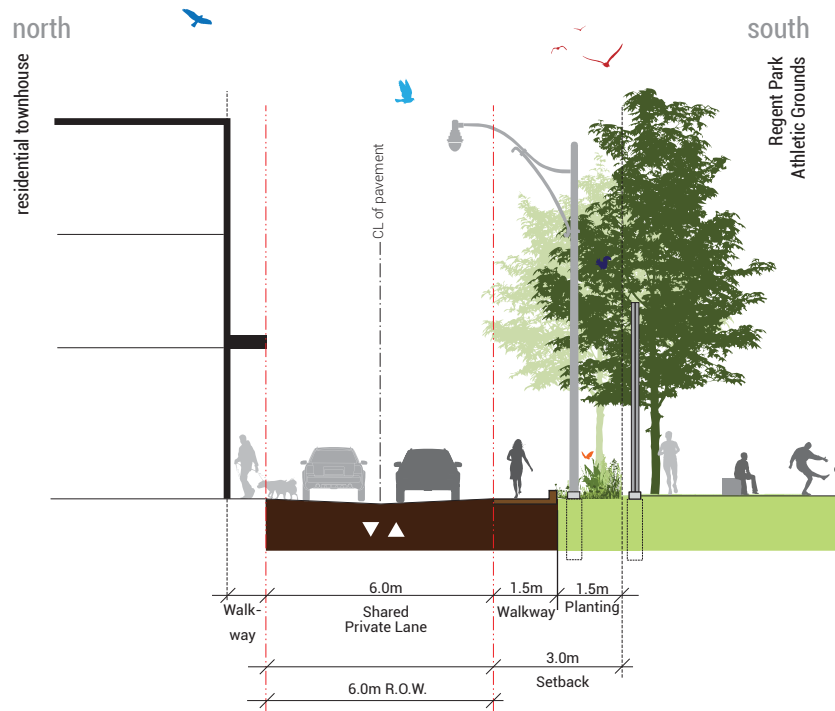 north
south
residential townhouse
Regent Park
Athletic Grounds
CL of pavement
6.0m
1.5m
1.5m
Walk-
way
Shared
Private Lane
Walkway
Planting
3.0m
Setback
6.0m R.O.W.